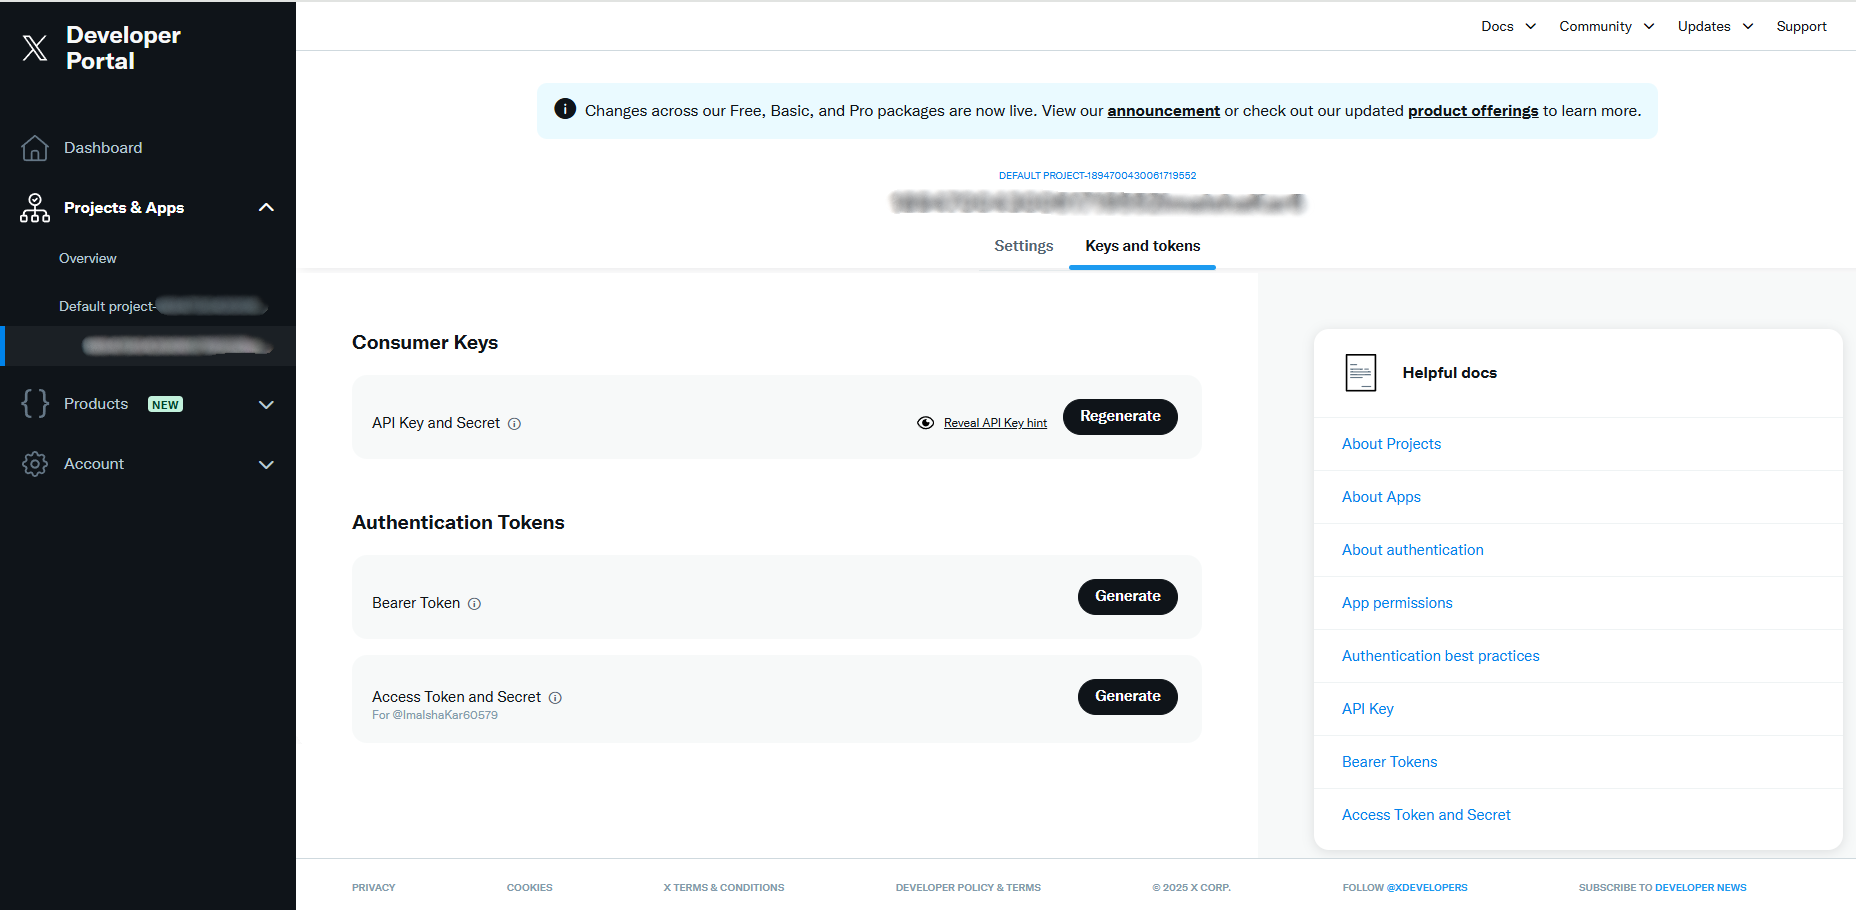 Developer
Portal
Dashboard
Projects & Apps
Overview
Default project-
Products NEW
Account
Docs Community Updates Support
Changes across our Free, Basic, and Pro packages are now live. View our announcement or check out our updated product offerings to learn more.
DEFAULT PROJECT-1894700430061719552
Settings Keys and tokens
Consumer Keys
API Key and Secret Reveal API Key hint Regenerate
Authentication Tokens
Bearer Token Generate
Access Token and Secret Generate
For @ImalshaKar60579
Helpful docs
About Projects
About Apps
About authentication
App permissions
Authentication best practices
API Key
Bearer Tokens
Access Token and Secret
PRIVACY COOKIES X TERMS & CONDITIONS DEVELOPER POLICY & TERMS © 2025 X CORP. FOLLOW @XDEVELOPERS SUBSCRIBE TO DEVELOPER NEWS